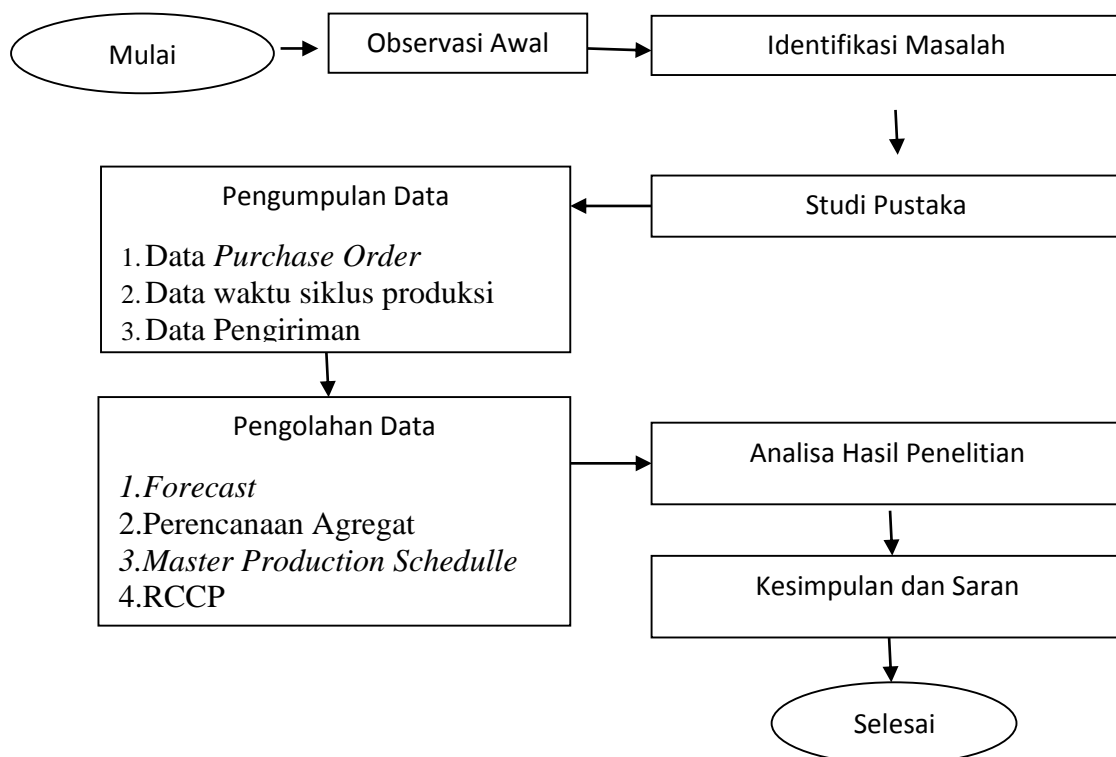 Mulai
Observasi Awal
Identifikasi Masalah
Studi Pustaka
Pengumpulan Data
1. Data Purchase Order
2. Data waktu siklus produksi
3. Data Pengiriman
Pengolahan Data
1.Forecast
2.Perencanaan Agregat
3.Master Production Schedulle
4.RCCP
Analisa Hasil Penelitian
Kesimpulan dan Saran
Selesai